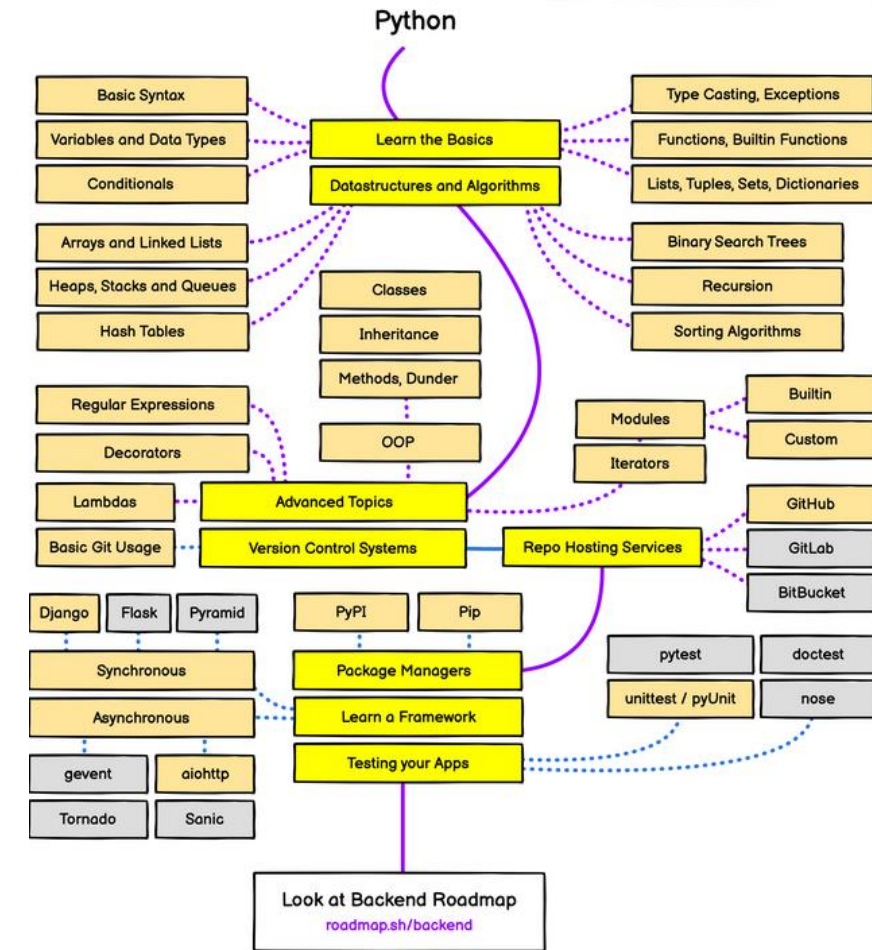 Python
Basic Syntax
Variables and Data Types
Conditionals
Learn the Basics
Type Casting, Exceptions
Functions, Builtin Functions
Lists, Tuples, Sets, Dictionaries
Datastructures and Algorithms
Arrays and Linked Lists
Heaps, Stacks and Queues
Hash Tables
Binary Search Trees
Recursion
Sorting Algorithms
Classes
Inheritance
Methods, Dunder
OOP
Regular Expressions
Decorators
Lambdas
Advanced Topics
Modules
Iterators
Builtin
Custom
Basic Git Usage
Version Control Systems
Repo Hosting Services
GitHub
GitLab
BitBucket
PyPI
Pip
Package Managers
Django
Flask
Pyramid
Synchronous
Asynchronous
Learn a Framework
gevent
aiohttp
Tornado
Sanic
Testing your Apps
pytest
doctest
unittest / pyUnit
nose
Look at Backend Roadmap
roadmap.sh/backend